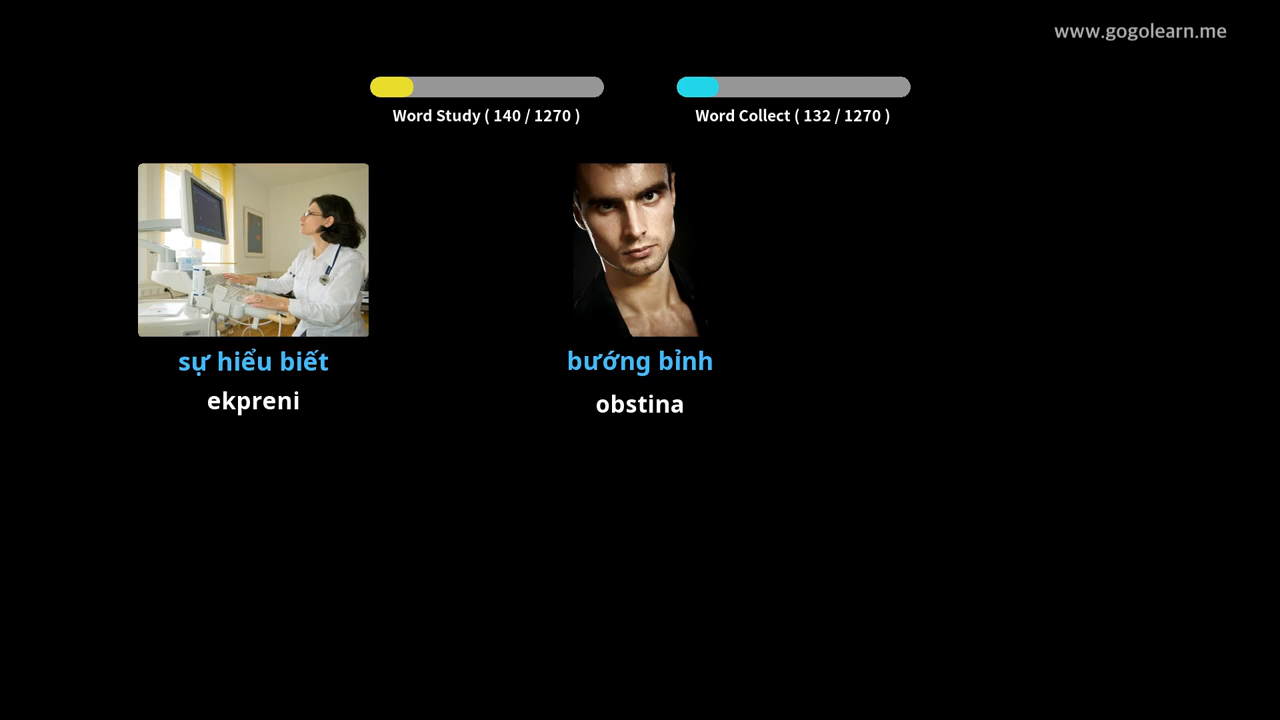 www.gogolearn.me
Word Study ( 140 / 1270 )
Word Collect ( 132 / 1270 )
sự hiểu biết
ekpreni
bướng bỉnh
obstina